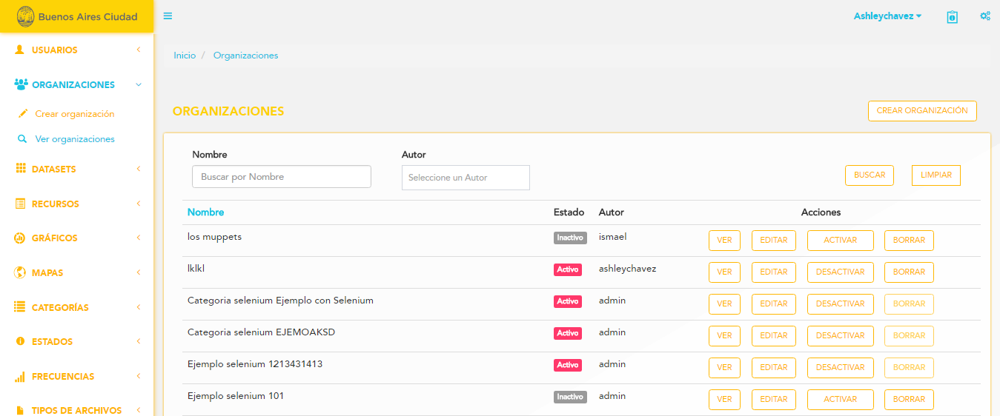 Buenos Aires Ciudad
Ashleychavez
USUARIOS
ORGANIZACIONES
Crear organización
Ver organizaciones
DATASETS
RECURSOS
GRÁFICOS
MAPAS
CATEGORÍAS
ESTADOS
FRECUENCIAS
TIPOS DE ARCHIVOS
Inicio / Organizaciones
ORGANIZACIONES
CREAR ORGANIZACIÓN
Nombre Autor
Buscar por Nombre Seleccione un Autor BUSCAR LIMPIAR
Nombre Estado Autor Acciones
los muppets Inactivo ismael VER EDITAR ACTIVAR BORRAR
lklkl Activo ashleychavez VER EDITAR DESACTIVAR BORRAR
Categoria selenium Ejemplo con Selenium Activo admin VER EDITAR DESACTIVAR BORRAR
Categoria selenium EJEMOAKSD Activo admin VER EDITAR DESACTIVAR BORRAR
Ejemplo selenium 1213431413 Activo admin VER EDITAR DESACTIVAR BORRAR
Ejemplo selenium 101 Inactivo admin VER EDITAR ACTIVAR BORRAR